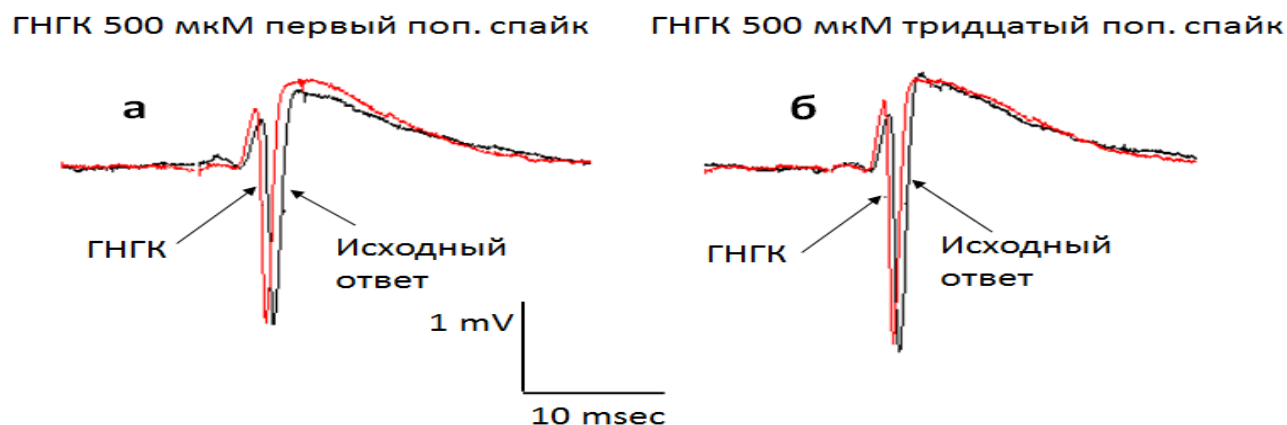 ГНГК 500 мкМ первый поп. спайк
ГНГК 500 мкМ тридцатый поп. спайк
а
б
ГНГК
Исходный
ответ
ГНГК
Исходный
ответ
1 mV
10 msec